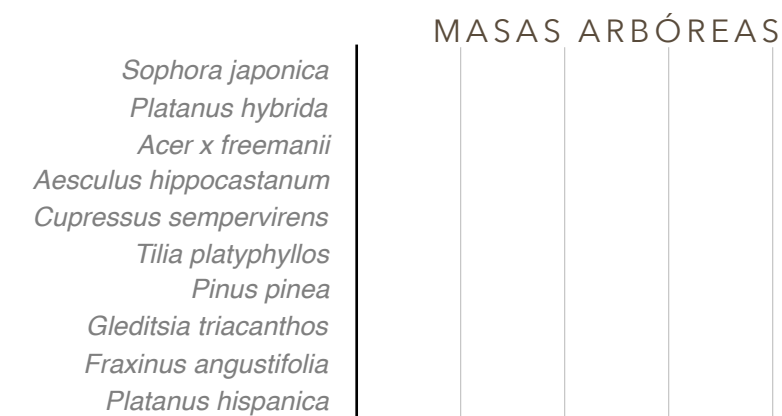 MASAS ARBÓREAS
Sophora japonica
Platanus hybrida
Acer x freemanii
Aesculus hippocastanum
Cupressus sempervirens
Tilia platyphyllos
Pinus pinea
Gleditsia triacanthos
Fraxinus angustifolia
Platanus hispanica